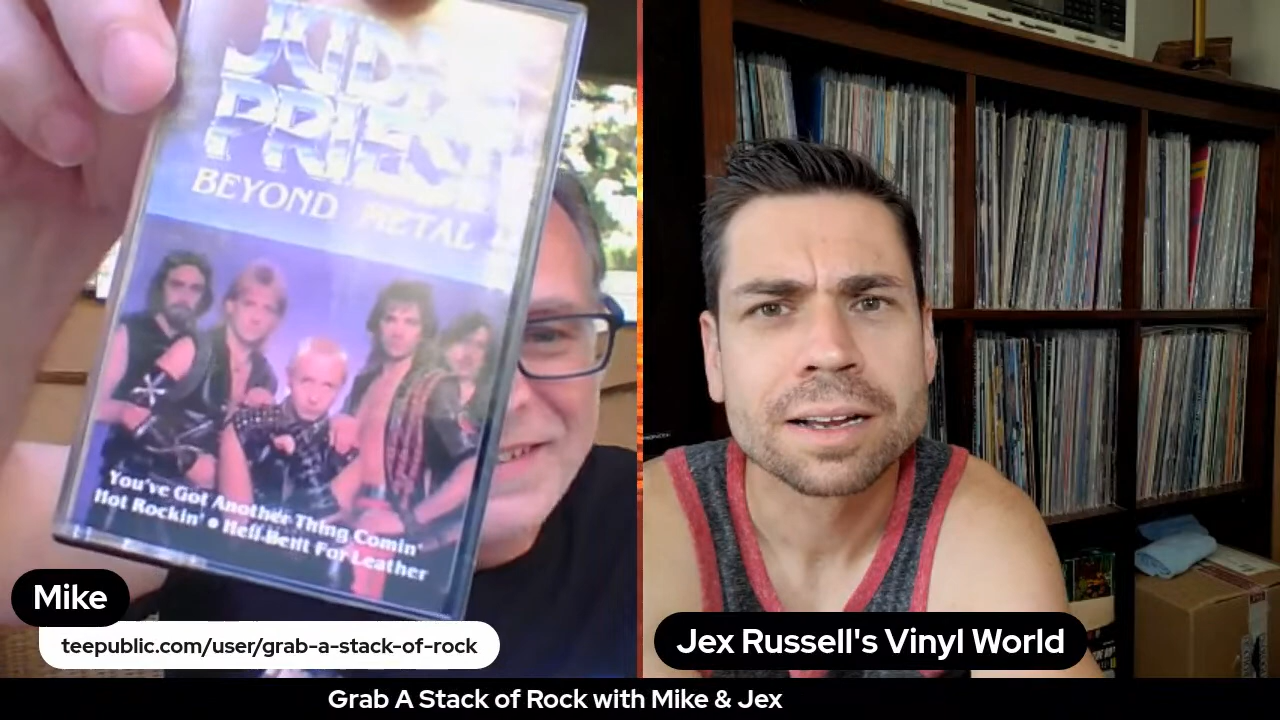 JUDAS
PRIEST
BEYOND METAL
You've Got Another Thing Comin'
Hot Rockin' • Hell Bent For Leather
Mike
teepublic.com/user/grab-a-stack-of-rock
Jex Russell's Vinyl World
Grab A Stack of Rock with Mike & Jex